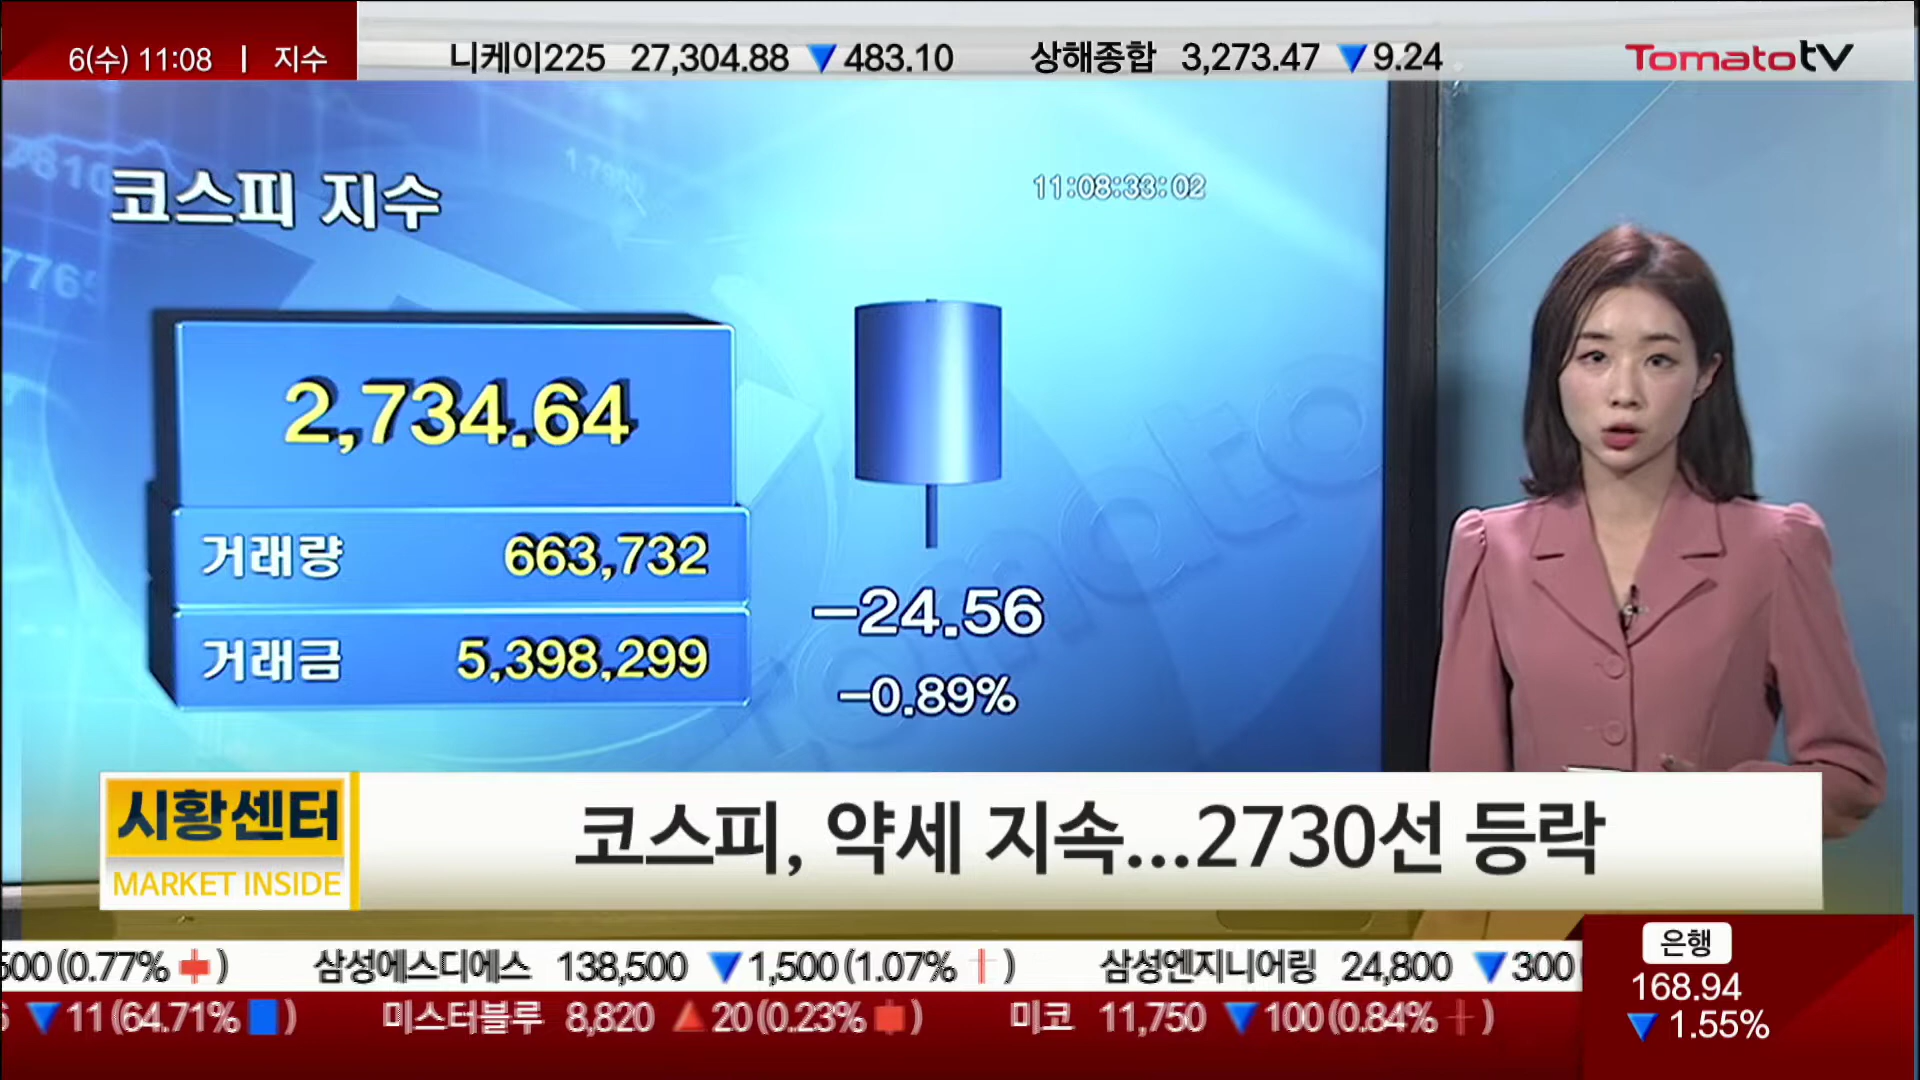 6(수) 11:08 | 지수
니케이225 27,304.88 ▼483.10 상해종합 3,273.47 ▼9.24
Tomatotv
코스피 지수
11:08:33:02
2,734.64
거래량 663,732
거래금 5,398,299
-24.56
-0.89%
시황센터
MARKET INSIDE
코스피, 약세 지속...2730선 등락
500(0.77% ) 삼성에스디에스 138,500 ▼1,500(1.07% ) 삼성엔지니어링 24,800 ▼300
▼11(64.71% ) 미스터블루 8,820 ▲20(0.23% ) 미코 11,750 ▼100(0.84% )
은행
168.94
▼1.55%